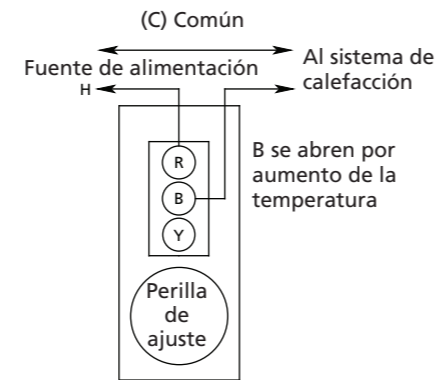 (C) Común
Fuente de alimentación
H
Al sistema de
calefacción
R
B
Y
B se abren por
aumento de la
temperatura
Perilla
de
ajuste